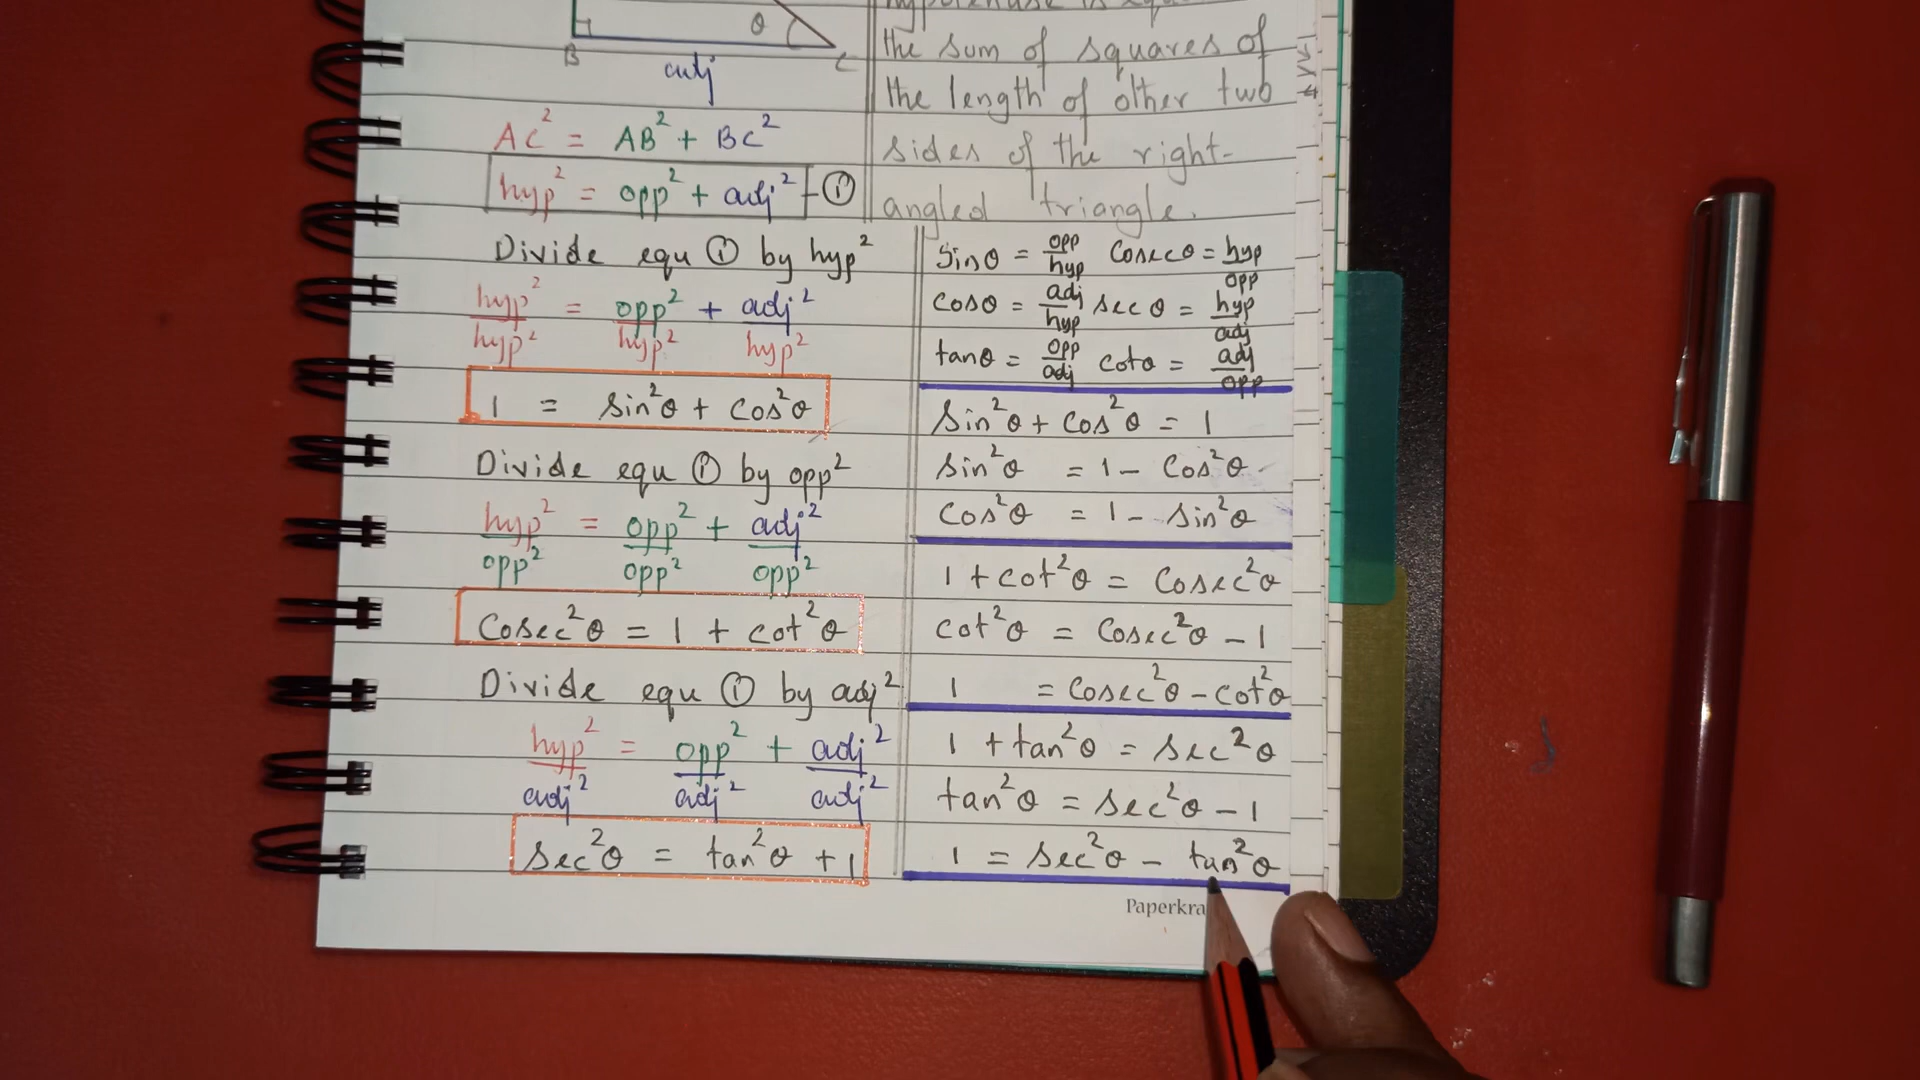 θ
B
C
adj
AC² = AB² + BC²
hyp² = opp² + adj² - ①
Divide equ ① by hyp²
hyp²/hyp² = opp²/hyp² + adj²/hyp²
1 = sin²θ + cos²θ
Divide equ ① by opp²
hyp²/opp² = opp²/opp² + adj²/opp²
Cosec²θ = 1 + cot²θ
Divide equ ① by adj²
hyp²/adj² = opp²/adj² + adj²/adj²
sec²θ = tan²θ + 1
the sum of squares of
the length of other two
sides of the right-
angled triangle.
Sinθ = opp/hyp Cosecθ = hyp/opp
cosθ = adj/hyp secθ = hyp/adj
tanθ = opp/adj cotθ = adj/opp
Sin²θ + Cos²θ = 1
Sin²θ = 1 - Cos²θ
Cos²θ = 1 - Sin²θ
1 + cot²θ = Cosec²θ
cot²θ = Cosec²θ - 1
1 = Cosec²θ - cot²θ
1 + tan²θ = sec²θ
tan²θ = sec²θ - 1
1 = sec²θ - tan²θ
Paperkra